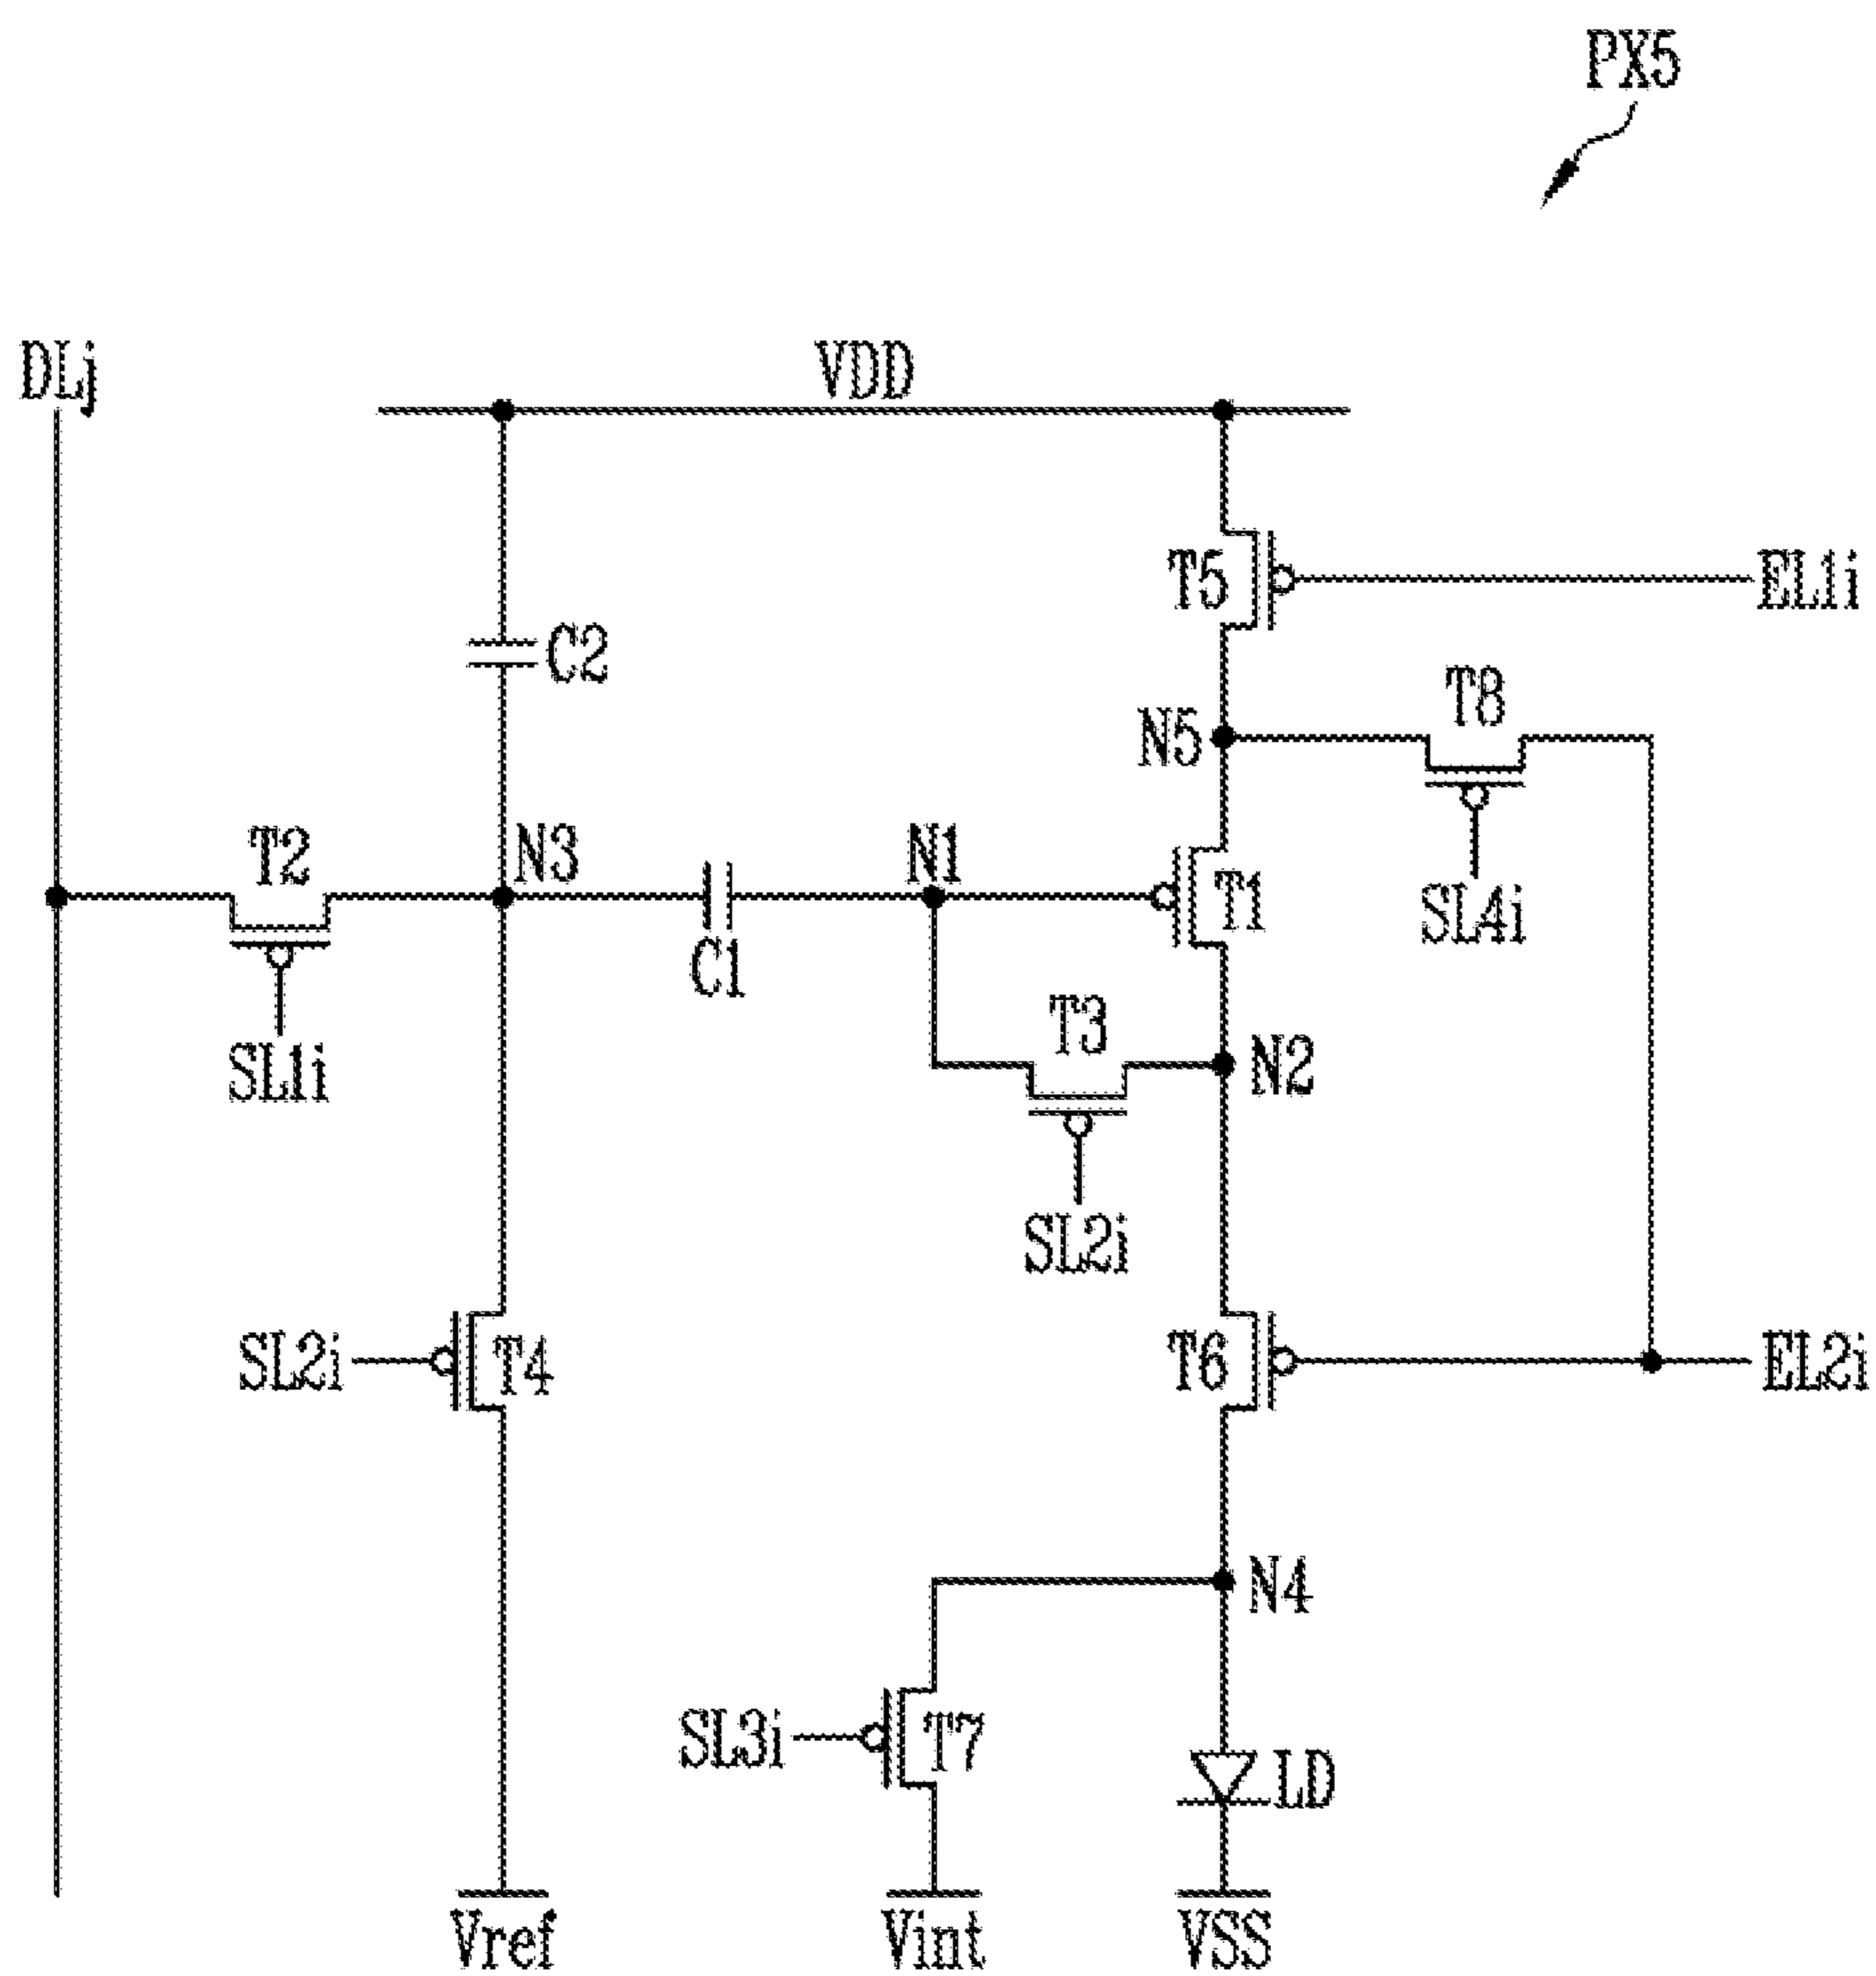 PX5
DLj
VDD
T5
EL1i
C2
T8
N5
T2
N3
N1
T1
SL4i
C1
T3
SL1i
N2
SL2i
SL2i
T4
T6
EL2i
N4
SL3i
T7
LD
Vref
Vint
VSS